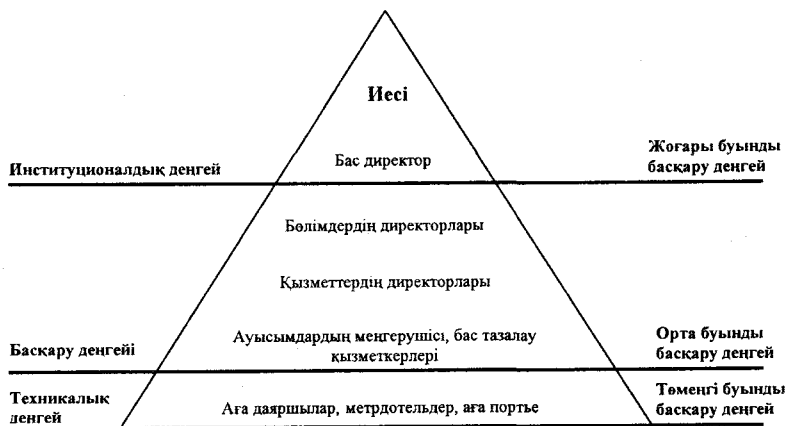 Иесі
Жоғары буынды
Институционалдық деңгей
Бас директор
басқару деңгей
Бөлімдердің директорлары
Қызметтердің директорлары
Ауысымдардың меңгерушісі, бас тазалау
қызметкерлері
Орта буынды
Басқару деңгейі
басқару деңгей
Техникалық
деңгей
Аға даяршылар, метрдотельдер, аға портье
Төменгі буынды
басқару деңгей